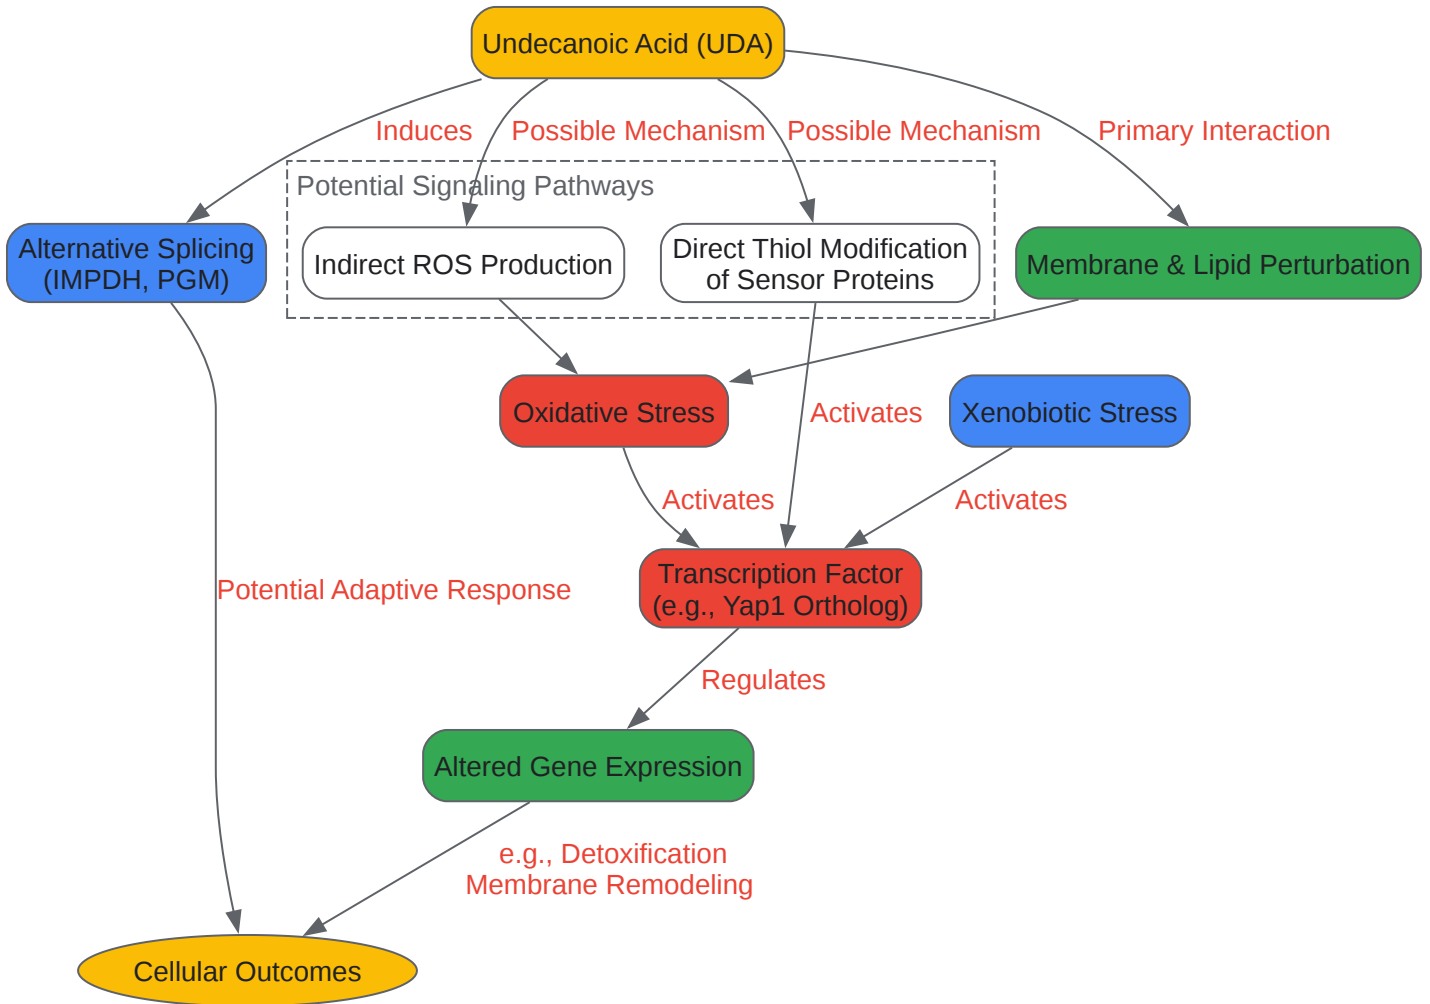 Undecanoic Acid (UDA)
Induces
Possible Mechanism
Possible Mechanism
Primary Interaction
Potential Signaling Pathways
Alternative Splicing
(IMPDH, PGM)
Indirect ROS Production
Direct Thiol Modification
of Sensor Proteins
Membrane & Lipid Perturbation
Oxidative Stress
Activates
Xenobiotic Stress
Activates
Activates
Potential Adaptive Response
Transcription Factor
(e.g., Yap1 Ortholog)
Regulates
Altered Gene Expression
e.g., Detoxification
Membrane Remodeling
Cellular Outcomes